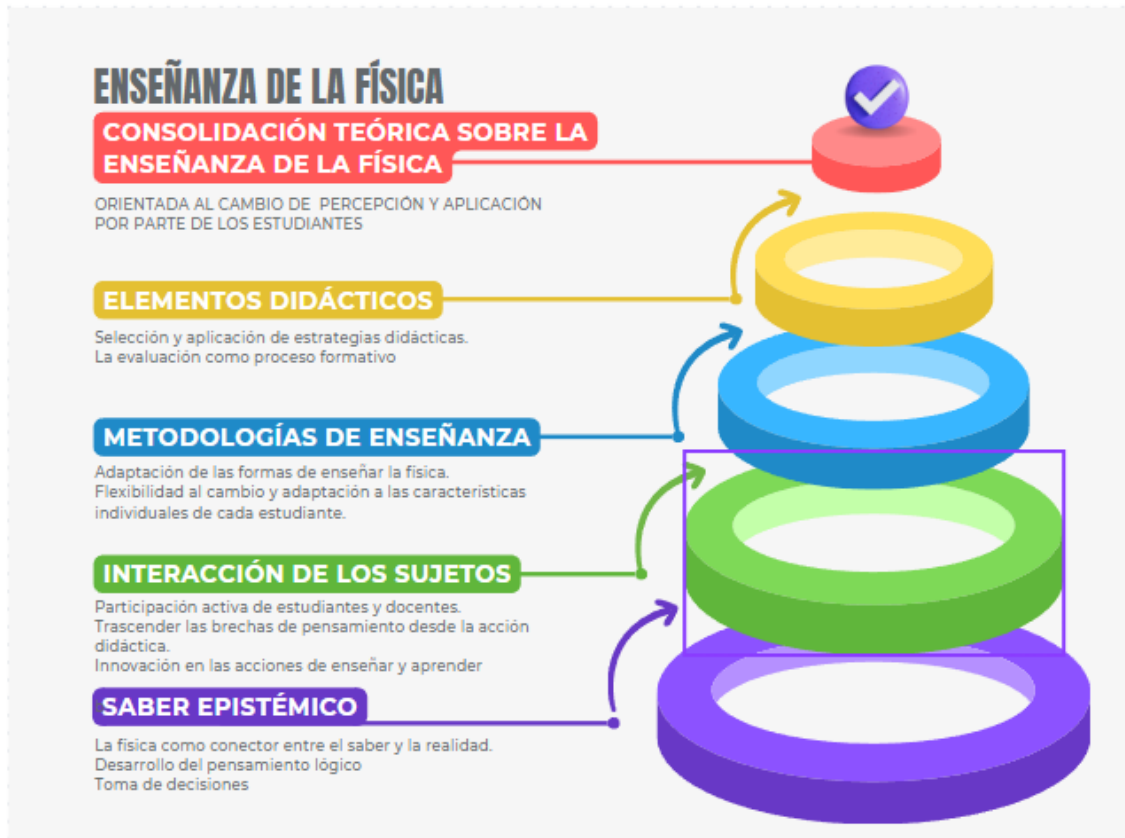 ENSEÑANZA DE LA FÍSICA
CONSOLIDACIÓN TEÓRICA SOBRE LA
ENSEÑANZA DE LA FÍSICA
ORIENTADA AL CAMBIO DE PERCEPCIÓN Y APLICACIÓN
POR PARTE DE LOS ESTUDIANTES
ELEMENTOS DIDÁCTICOS
Selección y aplicación de estrategias didácticas.
La evaluación como proceso formativo
METODOLOGÍAS DE ENSEÑANZA
Adaptación de las formas de enseñar la física.
Flexibilidad al cambio y adaptación a las características
individuales de cada estudiante.
INTERACCIÓN DE LOS SUJETOS
Participación activa de estudiantes y docentes.
Trascender las brechas de pensamiento desde la acción
didáctica.
Innovación en las acciones de enseñar y aprender
SABER EPISTÉMICO
La física como conector entre el saber y la realidad.
Desarrollo del pensamiento lógico
Toma de decisiones